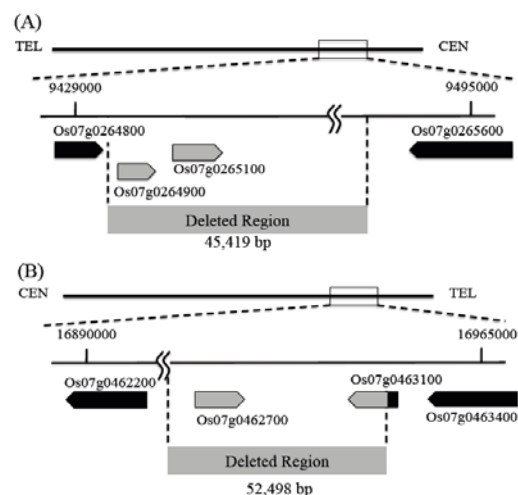 (A)
TEL CEN
9429000 9495000
Os07g0264800 Os07g0265600
Os07g0265100
Os07g0264900
Deleted Region
45,419 bp
(B)
CEN TEL
16890000 16965000
Os07g0462200 Os07g0463100
Os07g0462700 Os07g0463400
Deleted Region
52,498 bp